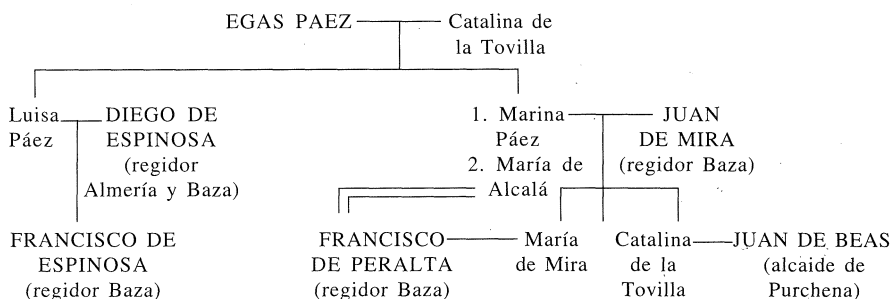 EGAS PAEZ Catalina de
la Tovilla
Luisa DIEGO DE
Páez ESPINOSA
(regidor
Almería y Baza)
1. Marina JUAN
Páez DE MIRA
2. María de (regidor Baza)
Alcalá
FRANCISCO DE
ESPINOSA
(regidor Baza)
FRANCISCO María
DE PERALTA de Mira
(regidor Baza)
Catalina JUAN DE BEAS
de la (alcaide de
Tovilla Purchena)